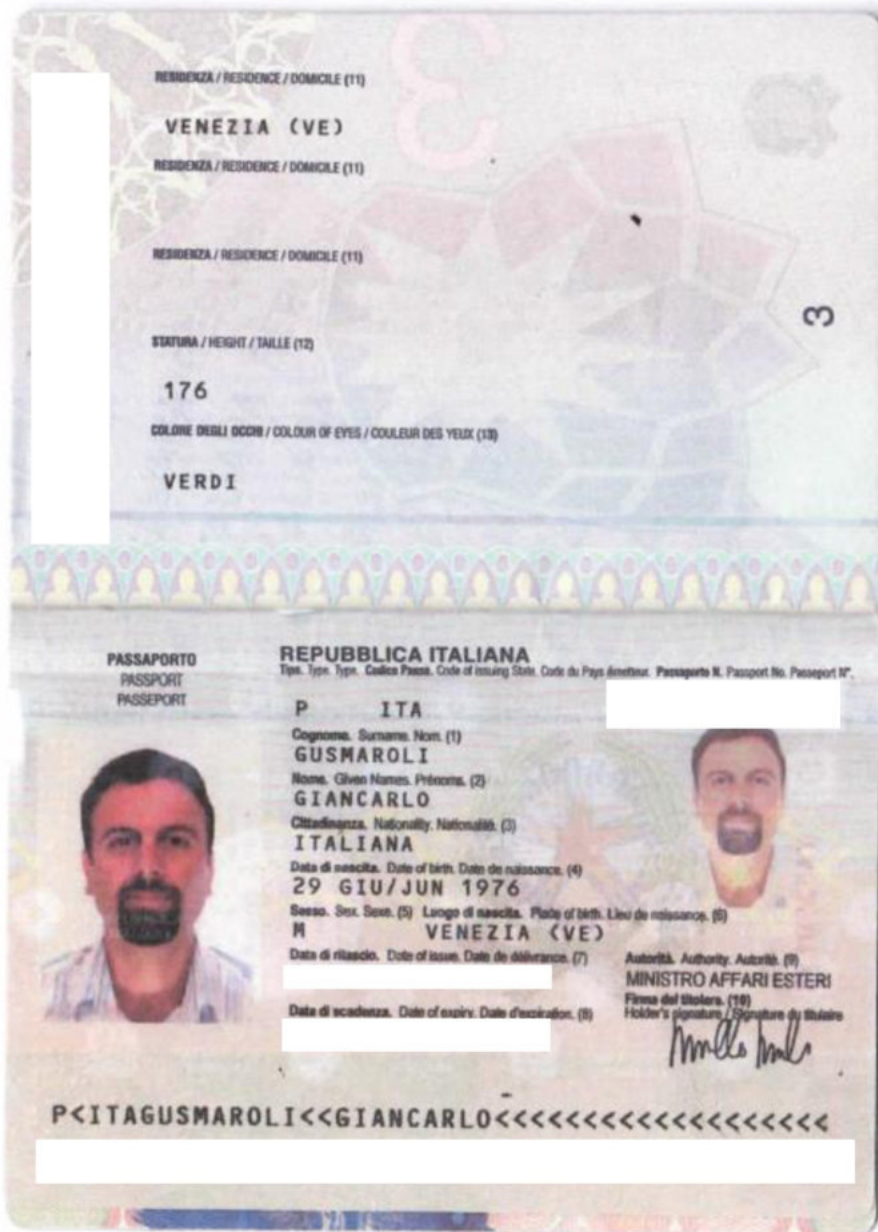 RESIDENZA / RESIDENCE / DOMICILE (11)
VENEZIA (VE)
RESIDENZA / RESIDENCE / DOMICILE (11)
RESIDENZA / RESIDENCE / DOMICILE (11)
STATURA / HEIGHT / TAILLE (12)
176
COLORE DEGLI OCCHI / COLOUR OF EYES / COULEUR DES YEUX (13)
VERDI
3
3
PASSAPORTO
PASSPORT
PASSEPORT
REPUBBLICA ITALIANA
Tipo. Type. Type. Codice Paese. Code of issuing State. Code du Pays émetteur. Passaporto N. Passport No. Passeport N°.
P ITA
Cognome. Surname. Nom. (1)
GUSMAROLI
Nome. Given Names. Prénoms. (2)
GIANCARLO
Cittadinanza. Nationality. Nationalité. (3)
ITALIANA
Data di nascita. Date of birth. Date de naissance. (4)
29 GIU/JUN 1976
Sesso. Sex. Sexe. (5) Luogo di nascita. Place of birth. Lieu de naissance. (6)
M VENEZIA (VE)
Data di rilascio. Date of issue. Date de délivrance. (7)
Autorità. Authority. Autorité. (9)
MINISTRO AFFARI ESTERI
Data di scadenza. Date of expiry. Date d'expiration. (8)
Firma del titolare. (10)
Holder's signature / Signature du titulaire
P<ITAGUSMAROLI<<GIANCARLO<<<<<<<<<<<<<<<<<<<